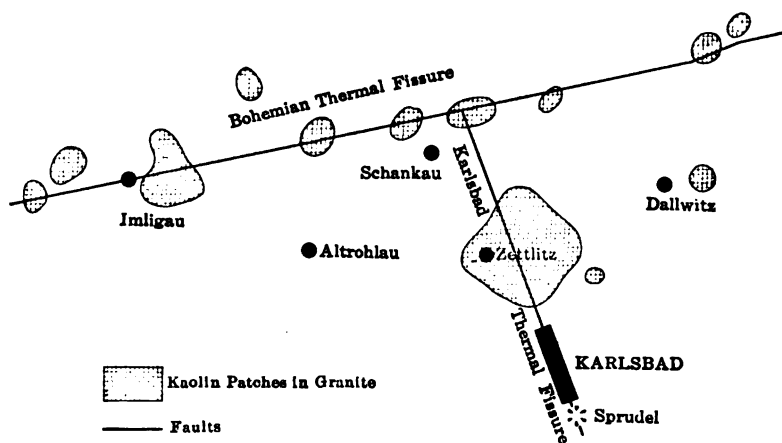 Bohemian Thermal Fissure
Schankau
Karlsbad
Imligau
Dallwitz
Altrohlau
Zettlitz
Thermal Fissure
KARLSBAD
Kaolin Patches in Granite
Sprudel
Faults